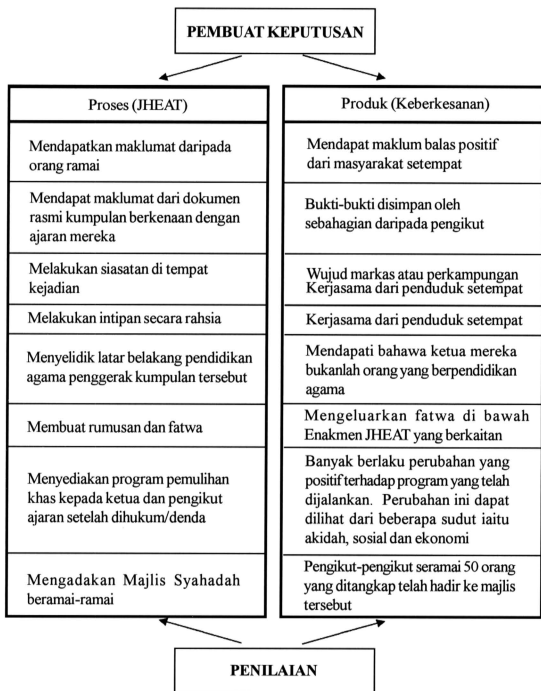 PEMBUAT KEPUTUSAN
Proses (JHEAT)
Mendapatkan maklumat daripada
orang ramai
Mendapat maklumat dari dokumen
rasmi kumpulan berkenaan dengan
ajaran mereka
Melakukan siasatan di tempat
kejadian
Melakukan intipan secara rahsia
Menyelidik latar belakang pendidikan
agama penggerak kumpulan tersebut
Membuat rumusan dan fatwa
Menyediakan program pemulihan
khas kepada ketua dan pengikut
ajaran setelah dihukum/denda
Mengadakan Majlis Syahadah
beramai-ramai
Produk (Keberkesanan)
Mendapat maklum balas positif
dari masyarakat setempat
Bukti-bukti disimpan oleh
sebahagian daripada pengikut
Wujud markas atau perkampungan
Kerjasama dari penduduk setempat
Kerjasama dari penduduk setempat
Mendapati bahawa ketua mereka
bukanlah orang yang berpendidikan
agama
Mengeluarkan fatwa di bawah
Enakmen JHEAT yang berkaitan
Banyak berlaku perubahan yang
positif terhadap program yang telah
dijalankan. Perubahan ini dapat
dilihat dari beberapa sudut iaitu
akidah, sosial dan ekonomi
Pengikut-pengikut seramai 50 orang
yang ditangkap telah hadir ke majlis
tersebut
PENILAIAN